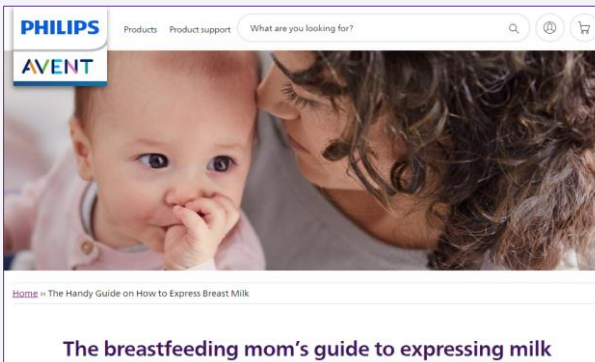 PHILIPS
AVENT
Products Product support What are you looking for?
Home » The Handy Guide on How to Express Breast Milk
The breastfeeding mom's guide to expressing milk